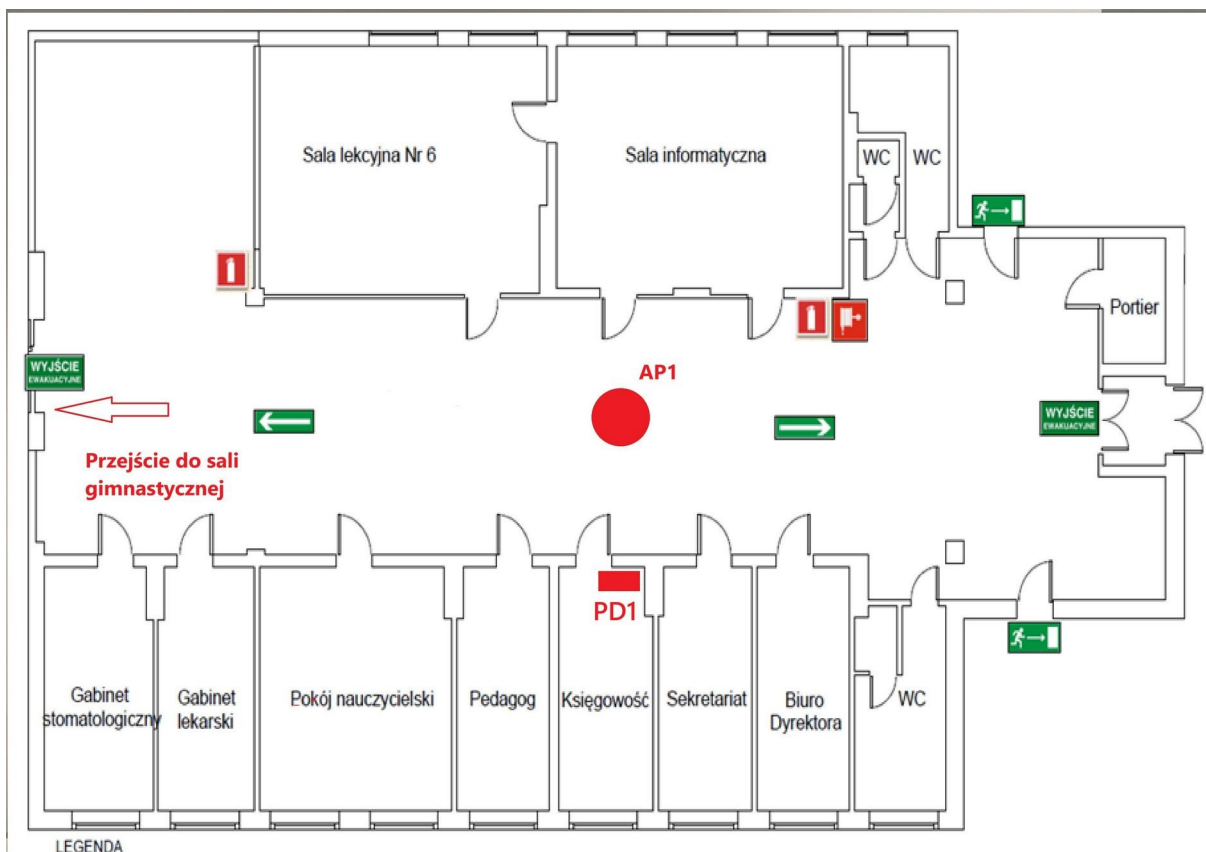 Sala lekcyjna Nr 6
Sala informatyczna
WC
WC
Portier
AP1
WYJŚCIE
EWAKUACYJNE
WYJŚCIE
EWAKUACYJNE
Przejście do sali
gimnastycznej
PD1
Gabinet
stomatologiczny
Gabinet
lekarski
Pokój nauczycielski
Pedagog
Księgowość
Sekretariat
Biuro
Dyrektora
WC
LEGENDA